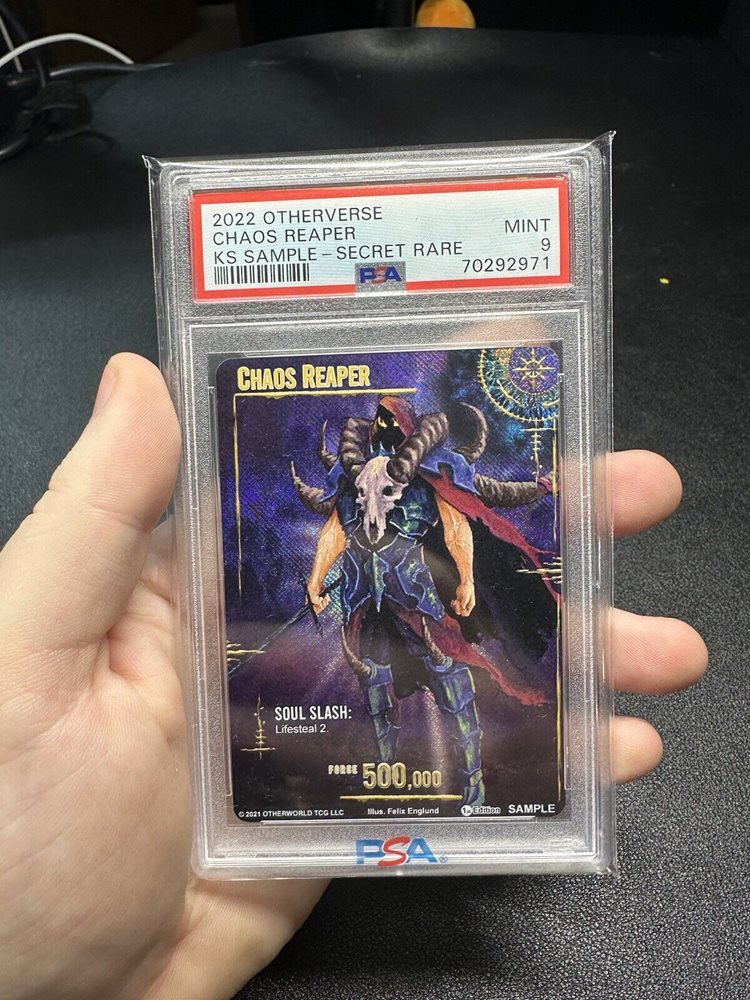 2022 OTHERVERSE
CHAOS REAPER MINT
KS SAMPLE - SECRET RARE 9
PSA 70292971
CHAOS REAPER
SOUL SLASH:
Lifesteal 2.
FORCE 500,000
© 2021 OTHERWORLD TCG LLC Illus. Felix Englund 1st Edition SAMPLE
PSA